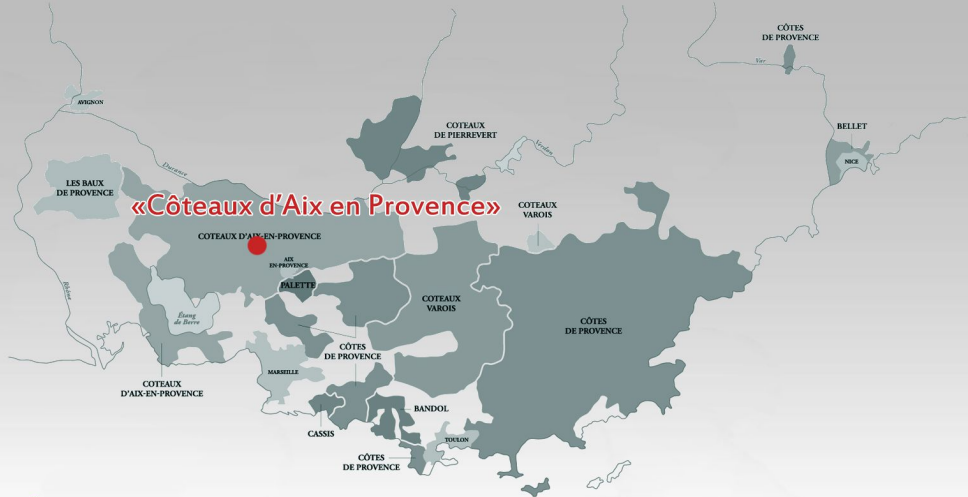 CÔTES
DE PROVENCE
Var
AVIGNON
COTEAUX
DE PIERREVERT
BELLET
Verdon
NICE
Durance
LES BAUX
DE PROVENCE
«Côteaux d’Aix en Provence»
COTEAUX
VAROIS
COTEAUX D'AIX-EN-PROVENCE
AIX
EN-PROVENCE
PALETTE
Rhône
COTEAUX
VAROIS
Étang
de Berre
CÔTES
DE PROVENCE
CÔTES
DE PROVENCE
MARSEILLE
COTEAUX
D'AIX-EN-PROVENCE
BANDOL
CASSIS
TOULON
CÔTES
DE PROVENCE